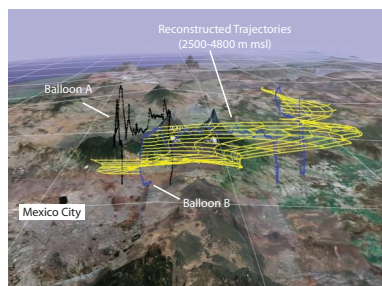 Reconstructed Trajectories
(2500-4800 m msl)
Balloon A
Balloon B
Mexico City